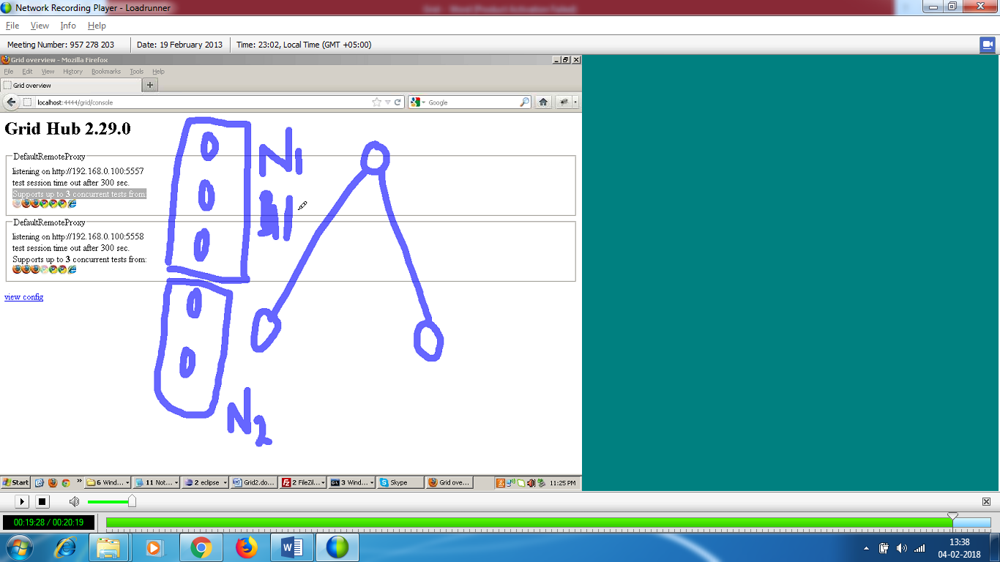 Network Recording Player - Loadrunner
File View Info Help
Meeting Number: 957 278 203 Date: 19 February 2013 Time: 23:02, Local Time (GMT +05:00)
Grid overview - Mozilla Firefox
File Edit View History Bookmarks Tools Help
Grid overview
localhost:4444/grid/console
Google
Grid Hub 2.29.0
DefaultRemoteProxy
listening on http://192.168.0.100:5557
test session time out after 300 sec.
Supports up to 3 concurrent tests from:
DefaultRemoteProxy
listening on http://192.168.0.100:5558
test session time out after 300 sec.
Supports up to 3 concurrent tests from:
view config
N1
N2
Start
6 Wind...
11 Not...
2 eclipse
Grid2.do...
2 FileZil...
3 Wind...
Skype
Grid ove...
11:25 PM
00:19:28 / 00:20:19
13:38
04-02-2018